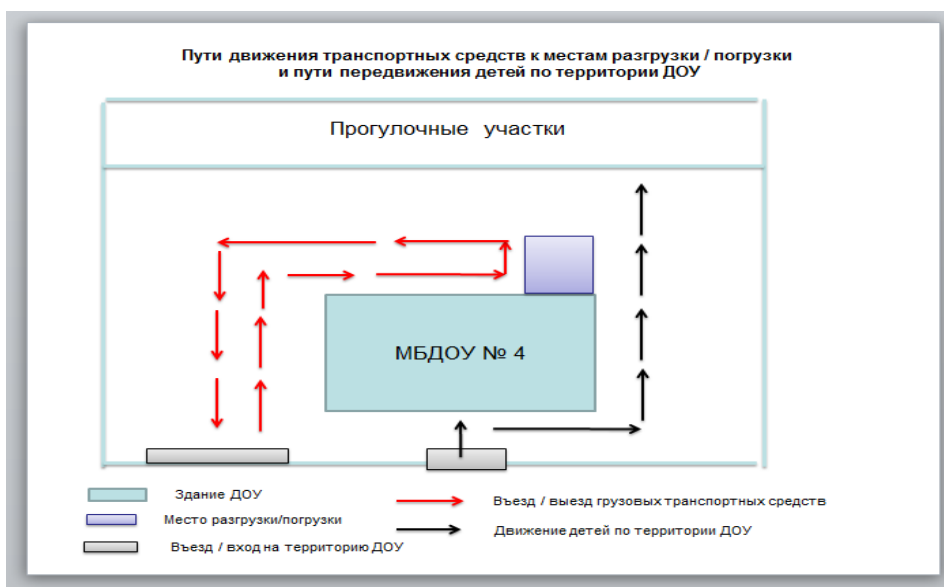 Пути движения транспортных средств к местам разгрузки / погрузки
и пути передвижения детей по территории ДОУ
Прогулочные участки
МБДОУ № 4
Здание ДОУ
Место разгрузки/погрузки
Въезд / вход на территорию ДОУ
Въезд / выезд грузовых транспортных средств
Движение детей по территории ДОУ